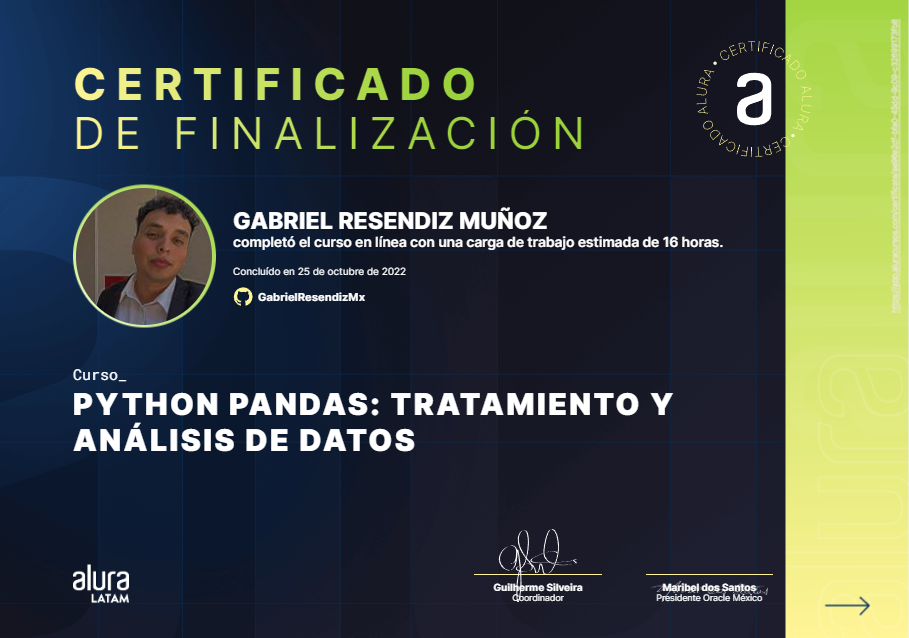 CERTIFICADO
DE FINALIZACIÓN
CERTIFICADO ALURA • CERTIFICADO ALURA •
a
GABRIEL RESENDIZ MUÑOZ
completó el curso en línea con una carga de trabajo estimada de 16 horas.
Concluído en 25 de octubre de 2022
GabrielResendizMx
Curso_
PYTHON PANDAS: TRATAMIENTO Y
ANÁLISIS DE DATOS
alura
LATAM
Guilherme Silveira
Coordinador
Maribel dos Santos
Presidente Oracle México
alura